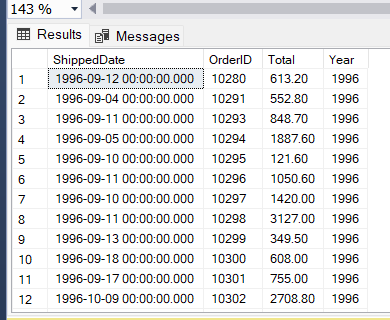 143 %
Results Messages
ShippedDate OrderID Total Year
1 1996-09-12 00:00:00.000 10280 613.20 1996
2 1996-09-04 00:00:00.000 10291 552.80 1996
3 1996-09-11 00:00:00.000 10293 848.70 1996
4 1996-09-05 00:00:00.000 10294 1887.60 1996
5 1996-09-10 00:00:00.000 10295 121.60 1996
6 1996-09-11 00:00:00.000 10296 1050.60 1996
7 1996-09-10 00:00:00.000 10297 1420.00 1996
8 1996-09-11 00:00:00.000 10298 3127.00 1996
9 1996-09-13 00:00:00.000 10299 349.50 1996
10 1996-09-18 00:00:00.000 10300 608.00 1996
11 1996-09-17 00:00:00.000 10301 755.00 1996
12 1996-10-09 00:00:00.000 10302 2708.80 1996